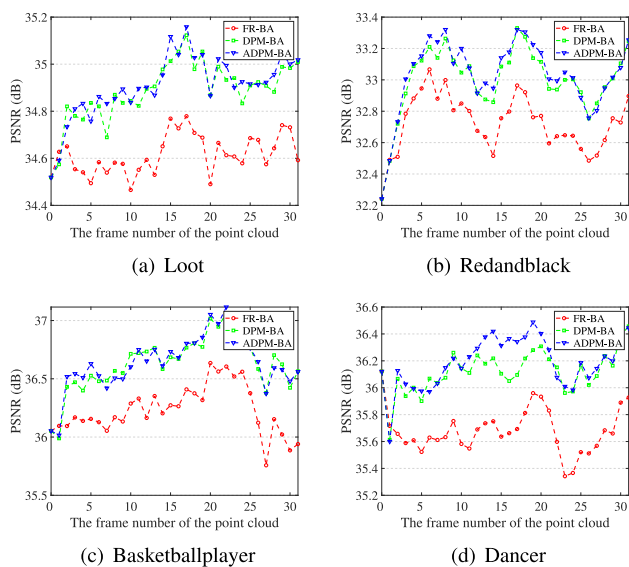 35.2
35
34.8
34.6
34.4
PSNR (dB)
FR-BA
DPM-BA
ADPM-BA
0 5 10 15 20 25 30
The frame number of the point cloud
(a) Loot
33.4
33.2
33
32.8
32.6
32.4
32.2
PSNR (dB)
FR-BA
DPM-BA
ADPM-BA
0 5 10 15 20 25 30
The frame number of the point cloud
(b) Redandblack
37
36.5
36
35.5
PSNR (dB)
FR-BA
DPM-BA
ADPM-BA
0 5 10 15 20 25 30
The frame number of the point cloud
(c) Basketballplayer
36.6
36.4
36.2
36
35.8
35.6
35.4
35.2
PSNR (dB)
FR-BA
DPM-BA
ADPM-BA
0 5 10 15 20 25 30
The frame number of the point cloud
(d) Dancer